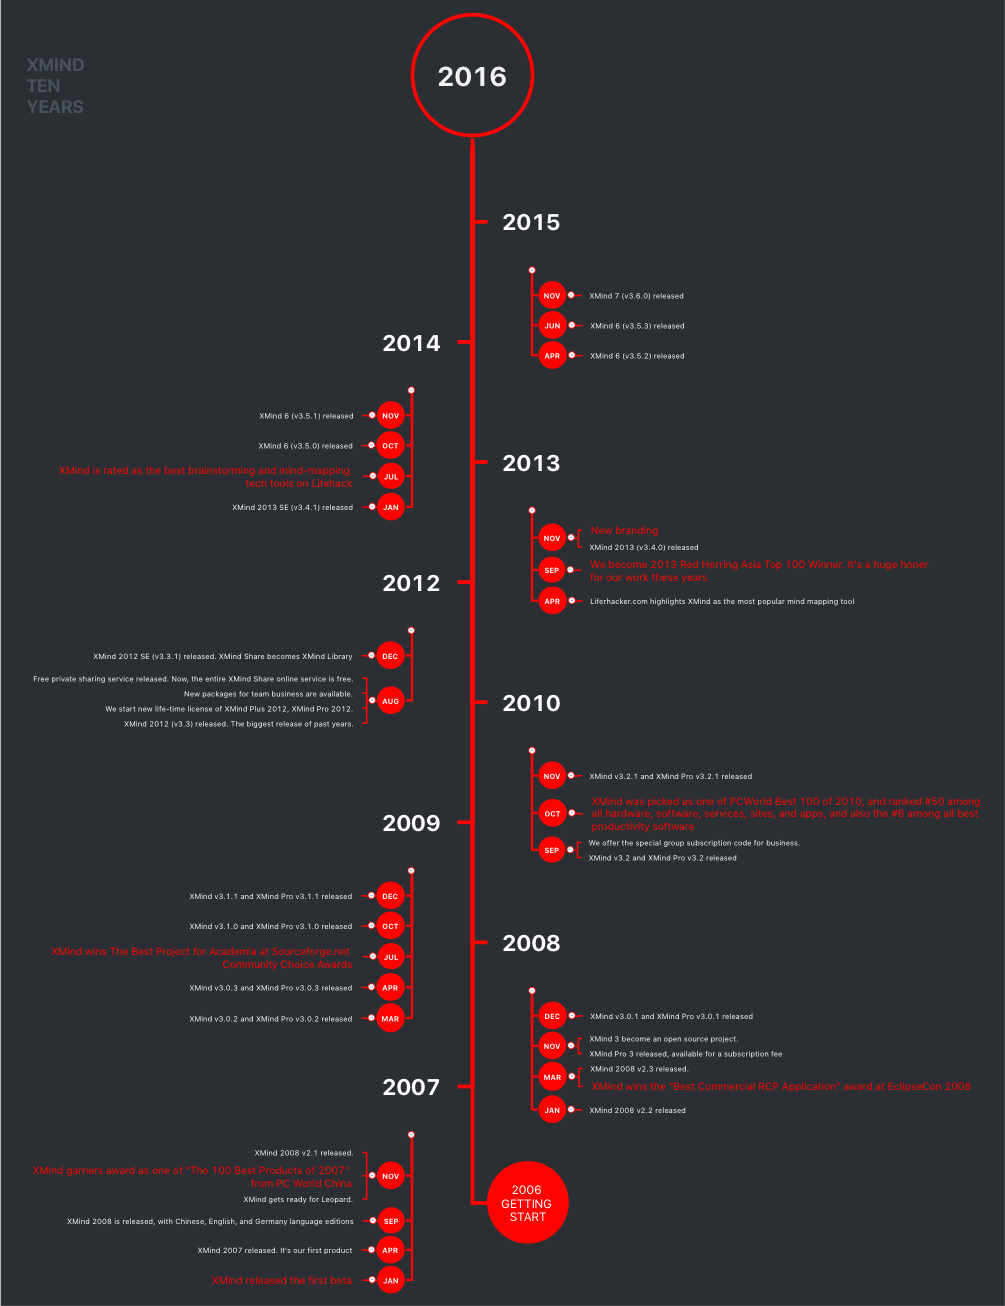 XMIND
TEN
YEARS
2016
2015
NOV
XMind 7 (v3.6.0) released
JUN
XMind 6 (v3.5.3) released
APR
XMind 6 (v3.5.2) released
2014
XMind 6 (v3.5.1) released
NOV
XMind 6 (v3.5.0) released
OCT
XMind is rated as the best brainstorming and mind-mapping
tech tools on Lifehack
JUL
XMind 2013 SE (v3.4.1) released
JAN
2013
New branding
NOV
XMind 2013 (v3.4.0) released
SEP
We become 2013 Red Herring Asia Top 100 Winner. It's a huge honer
for our work these years
APR
Liferhacker.com highlights XMind as the most popular mind mapping tool
2012
XMind 2012 SE (v3.3.1) released. XMind Share becomes XMind Library
DEC
Free private sharing service released. Now, the entire XMind Share online service is free.
New packages for team business are available.
AUG
We start new life-time license of XMind Plus 2012, XMind Pro 2012.
XMind 2012 (v3.3) released. The biggest release of past years.
2010
NOV
XMind v3.2.1 and XMind Pro v3.2.1 released
OCT
XMind was picked as one of PCWorld Best 100 of 2010, and ranked #50 among
all hardware, software, services, sites, and apps, and also the #6 among all best
productivity software
SEP
We offer the special group subscription code for business.
XMind v3.2 and XMind Pro v3.2 released
2009
XMind v3.1.1 and XMind Pro v3.1.1 released
DEC
XMind v3.1.0 and XMind Pro v3.1.0 released
OCT
XMind wins The Best Project for Academia at Sourceforge.net
Community Choice Awards
JUL
XMind v3.0.3 and XMind Pro v3.0.3 released
APR
XMind v3.0.2 and XMind Pro v3.0.2 released
MAR
2008
DEC
XMind v3.0.1 and XMind Pro v3.0.1 released
NOV
XMind 3 become an open source project.
XMind Pro 3 released, available for a subscription fee
MAR
XMind 2008 v2.3 released.
XMind wins the "Best Commercial RCP Application" award at EclipseCon 2008
JAN
XMind 2008 v2.2 released
2007
XMind 2008 v2.1 released.
XMind garners award as one of "The 100 Best Products of 2007"
from PC World China
NOV
XMind gets ready for Leopard.
XMind 2008 is released, with Chinese, English, and Germany language editions
SEP
XMind 2007 released. It's our first product
APR
XMind released the first beta
JAN
2006
GETTING
START